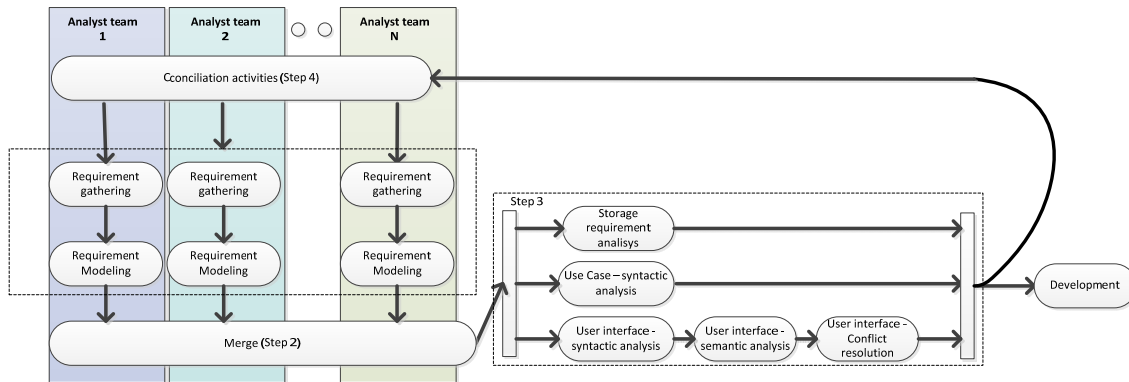 Analyst team
1
Analyst team
2
Analyst team
N
Cconciliation activities (Step 4)
Requirement
gathering
Requirement
gathering
Requirement
gathering
Requirement
Modeling
Requirement
Modeling
Requirement
Modeling
Merge (Step 2)
Step 3
Storage
requirement
analisys
Use Case – syntactic
analysis
User interface -
syntactic analysis
User interface -
semantic analysis
User interface -
Conflict
resolution
Development